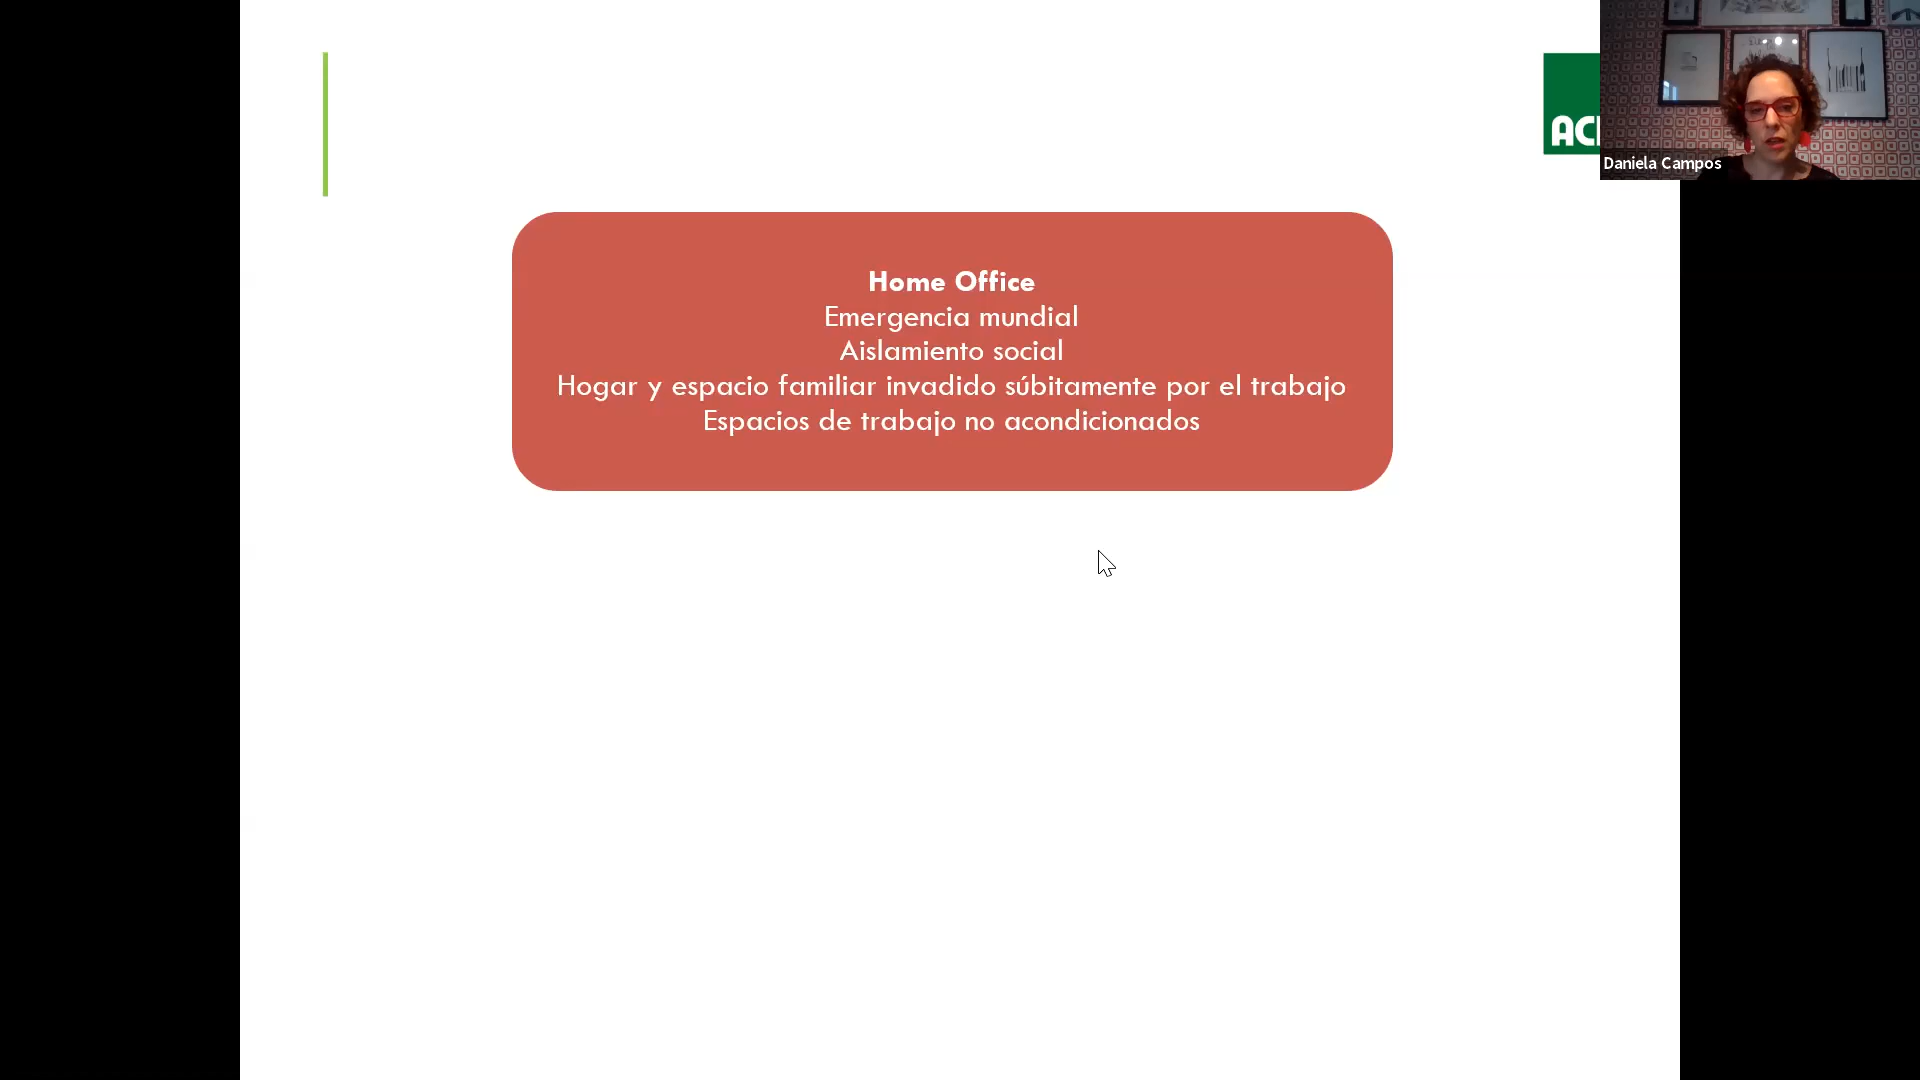 Daniela Campos
Home Office
Emergencia mundial
Aislamiento social
Hogar y espacio familiar invadido súbitamente por el trabajo
Espacios de trabajo no acondicionados